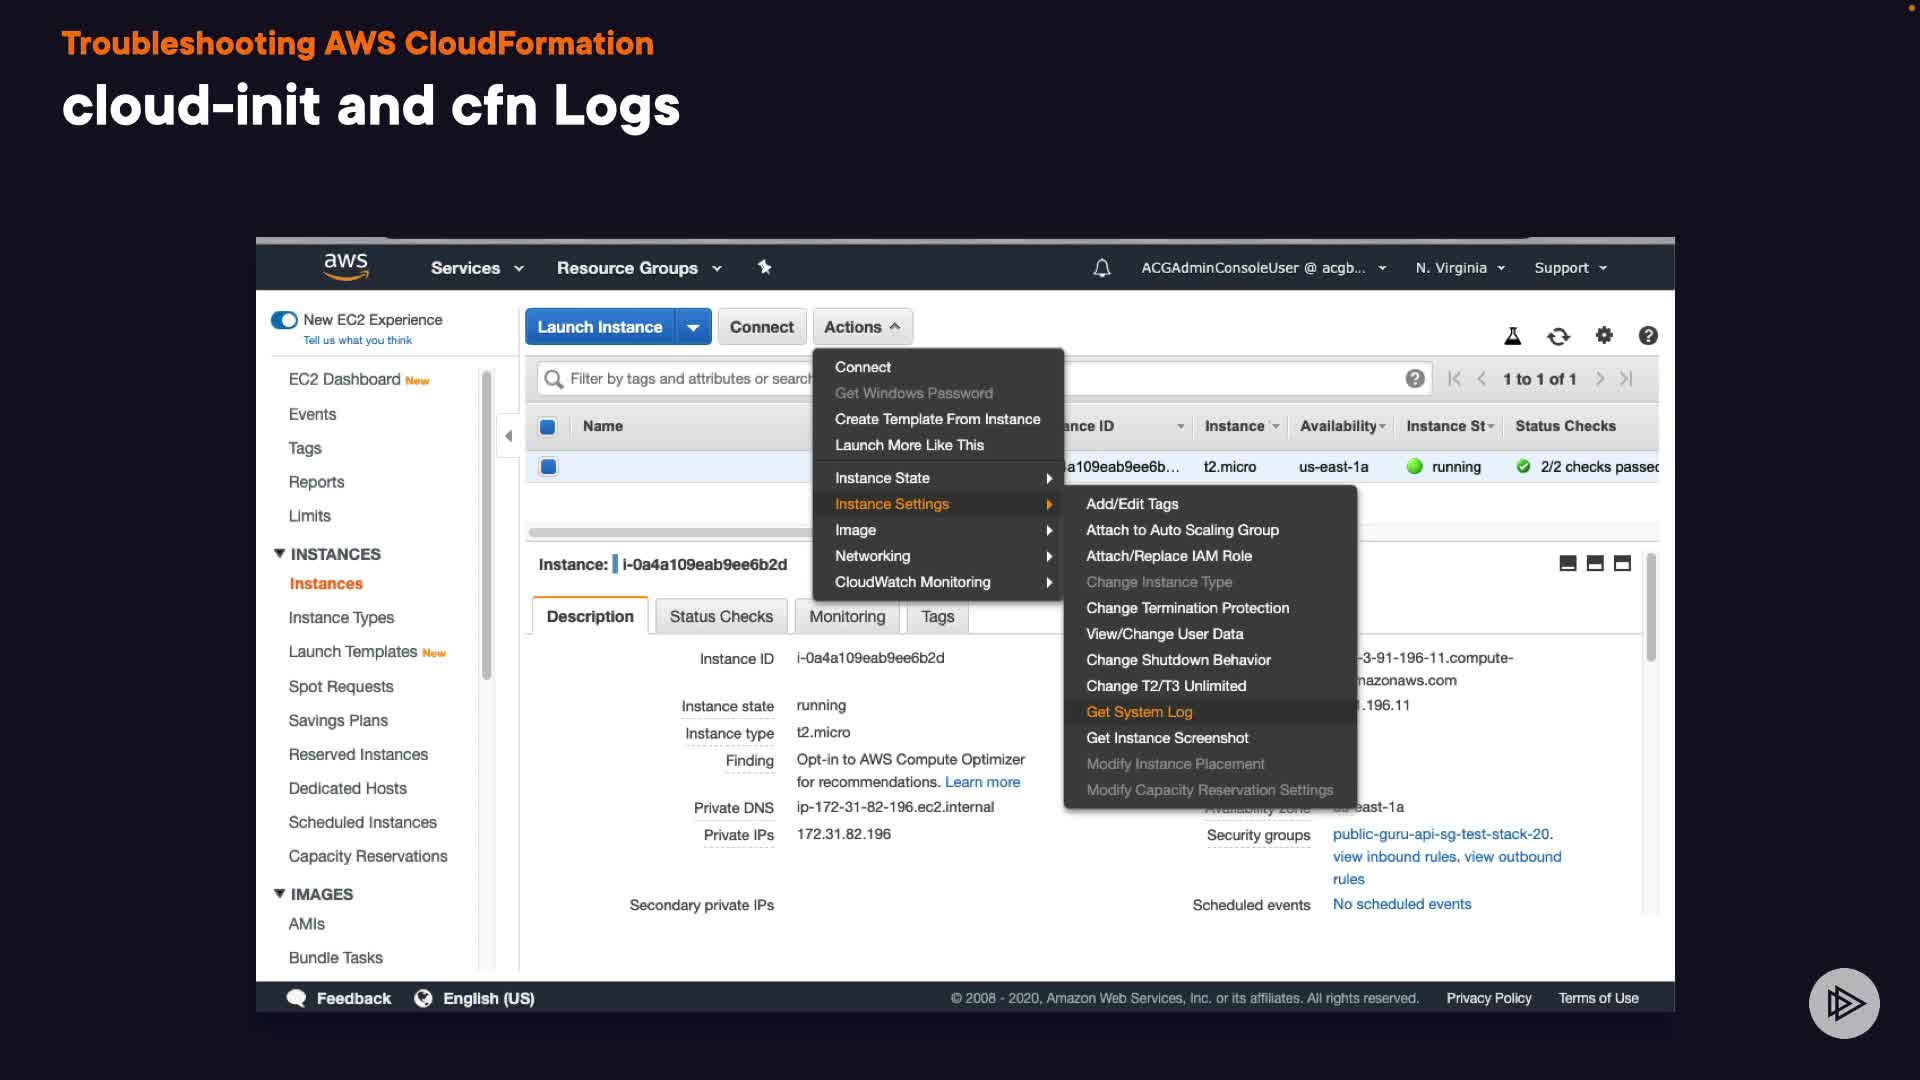 Troubleshooting AWS CloudFormation
cloud-init and cfn Logs
aws
Services
Resource Groups
ACGAdminConsoleUser @ acgb...
N. Virginia
Support
New EC2 Experience
Tell us what you think
EC2 Dashboard New
Events
Tags
Reports
Limits
INSTANCES
Instances
Instance Types
Launch Templates New
Spot Requests
Savings Plans
Reserved Instances
Dedicated Hosts
Scheduled Instances
Capacity Reservations
IMAGES
AMIs
Bundle Tasks
Launch Instance
Connect
Actions
Filter by tags and attributes or search
1 to 1 of 1
Name
ance ID
Instance
Availability
Instance St
Status Checks
a109eab9ee6b...
t2.micro
us-east-1a
running
2/2 checks passed
Connect
Get Windows Password
Create Template From Instance
Launch More Like This
Instance State
Instance Settings
Image
Networking
CloudWatch Monitoring
Add/Edit Tags
Attach to Auto Scaling Group
Attach/Replace IAM Role
Change Instance Type
Change Termination Protection
View/Change User Data
Change Shutdown Behavior
Change T2/T3 Unlimited
Get System Log
Get Instance Screenshot
Modify Instance Placement
Modify Capacity Reservation Settings
Instance: i-0a4a109eab9ee6b2d
Description
Status Checks
Monitoring
Tags
Instance ID i-0a4a109eab9ee6b2d
Instance state running
Instance type t2.micro
Finding Opt-in to AWS Compute Optimizer
for recommendations. Learn more
Private DNS ip-172-31-82-196.ec2.internal
Private IPs 172.31.82.196
Secondary private IPs
-3-91-196-11.compute-
nazonaws.com
1.196.11
Availability zone us-east-1a
Security groups public-guru-api-sg-test-stack-20.
view inbound rules. view outbound
rules
Scheduled events No scheduled events
Feedback
English (US)
© 2008 - 2020, Amazon Web Services, Inc. or its affiliates. All rights reserved.
Privacy Policy
Terms of Use